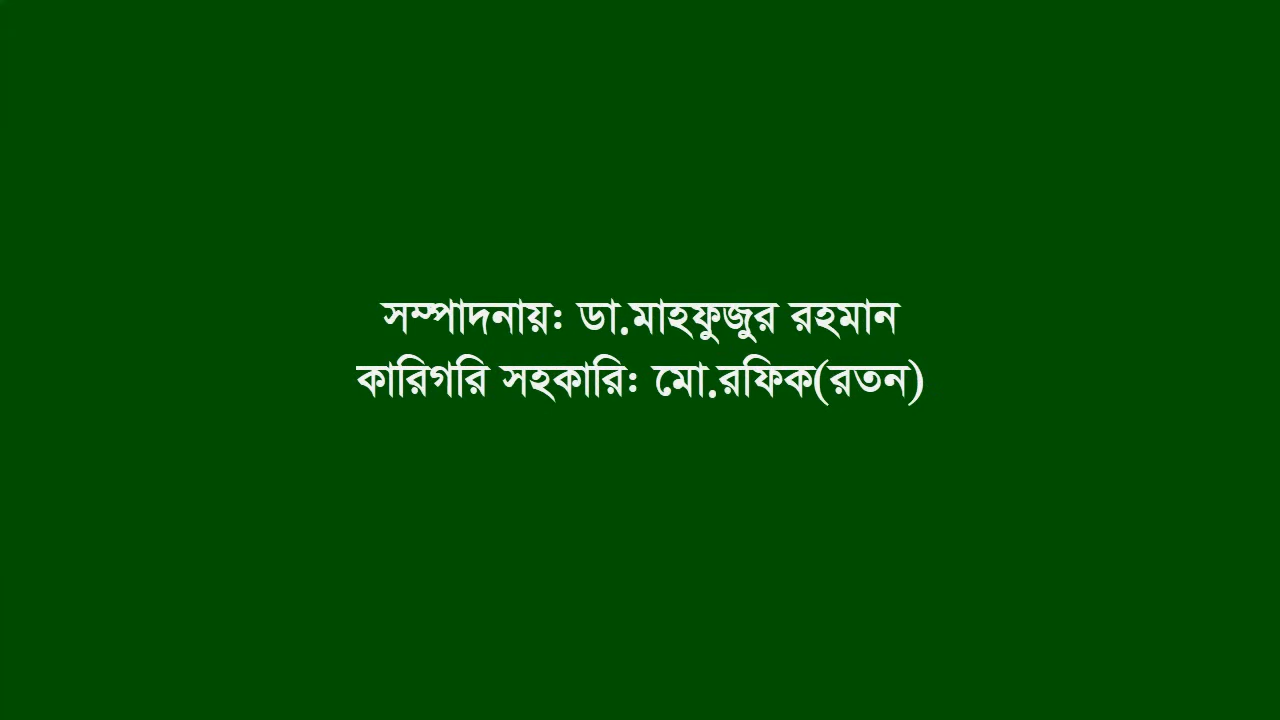 সম্পাদনায়: ডা.মাহফুজুর রহমান
কারিগরি সহকারি: মো.রফিক(রতন)